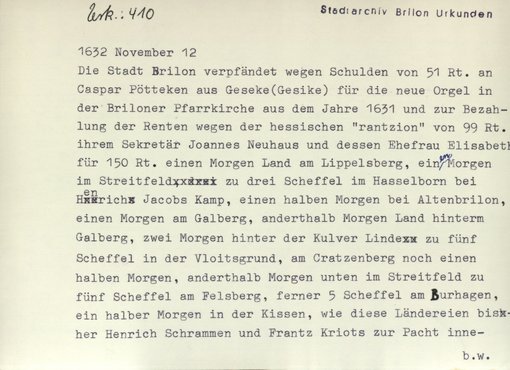 Urk.: 410
Stadtarchiv Brilon Urkunden
1632 November 12
Die Stadt Brilon verpfändet wegen Schulden von 51 Rt. an
Caspar Pötteken aus Geseke(Gesike) für die neue Orgel in
der Briloner Pfarrkirche aus dem Jahre 1631 und zur Bezah-
lung der Renten wegen der hessischen "rantzion" von 99 Rt.
ihrem Sekretär Joannes Neuhaus und dessen Ehefrau Elisabeth
für 150 Rt. einen Morgen Land am Lippelsberg, einen Morgen
im Streitfeld zu drei Scheffel im Hasselborn bei
Henrich Jacobs Kamp, einen halben Morgen bei Altenbrilon,
einen Morgen am Galberg, anderthalb Morgen Land hinterm
Galberg, zwei Morgen hinter der Kulver Linde zu fünf
Scheffel in der Vloitsgrund, am Cratzenberg noch einen
halben Morgen, anderthalb Morgen unten im Streitfeld zu
fünf Scheffel am Felsberg, ferner 5 Scheffel am Burhagen,
ein halber Morgen in der Kissen, wie diese Ländereien bis-
her Henrich Schrammen und Frantz Kriots zur Pacht inne-
b.w.